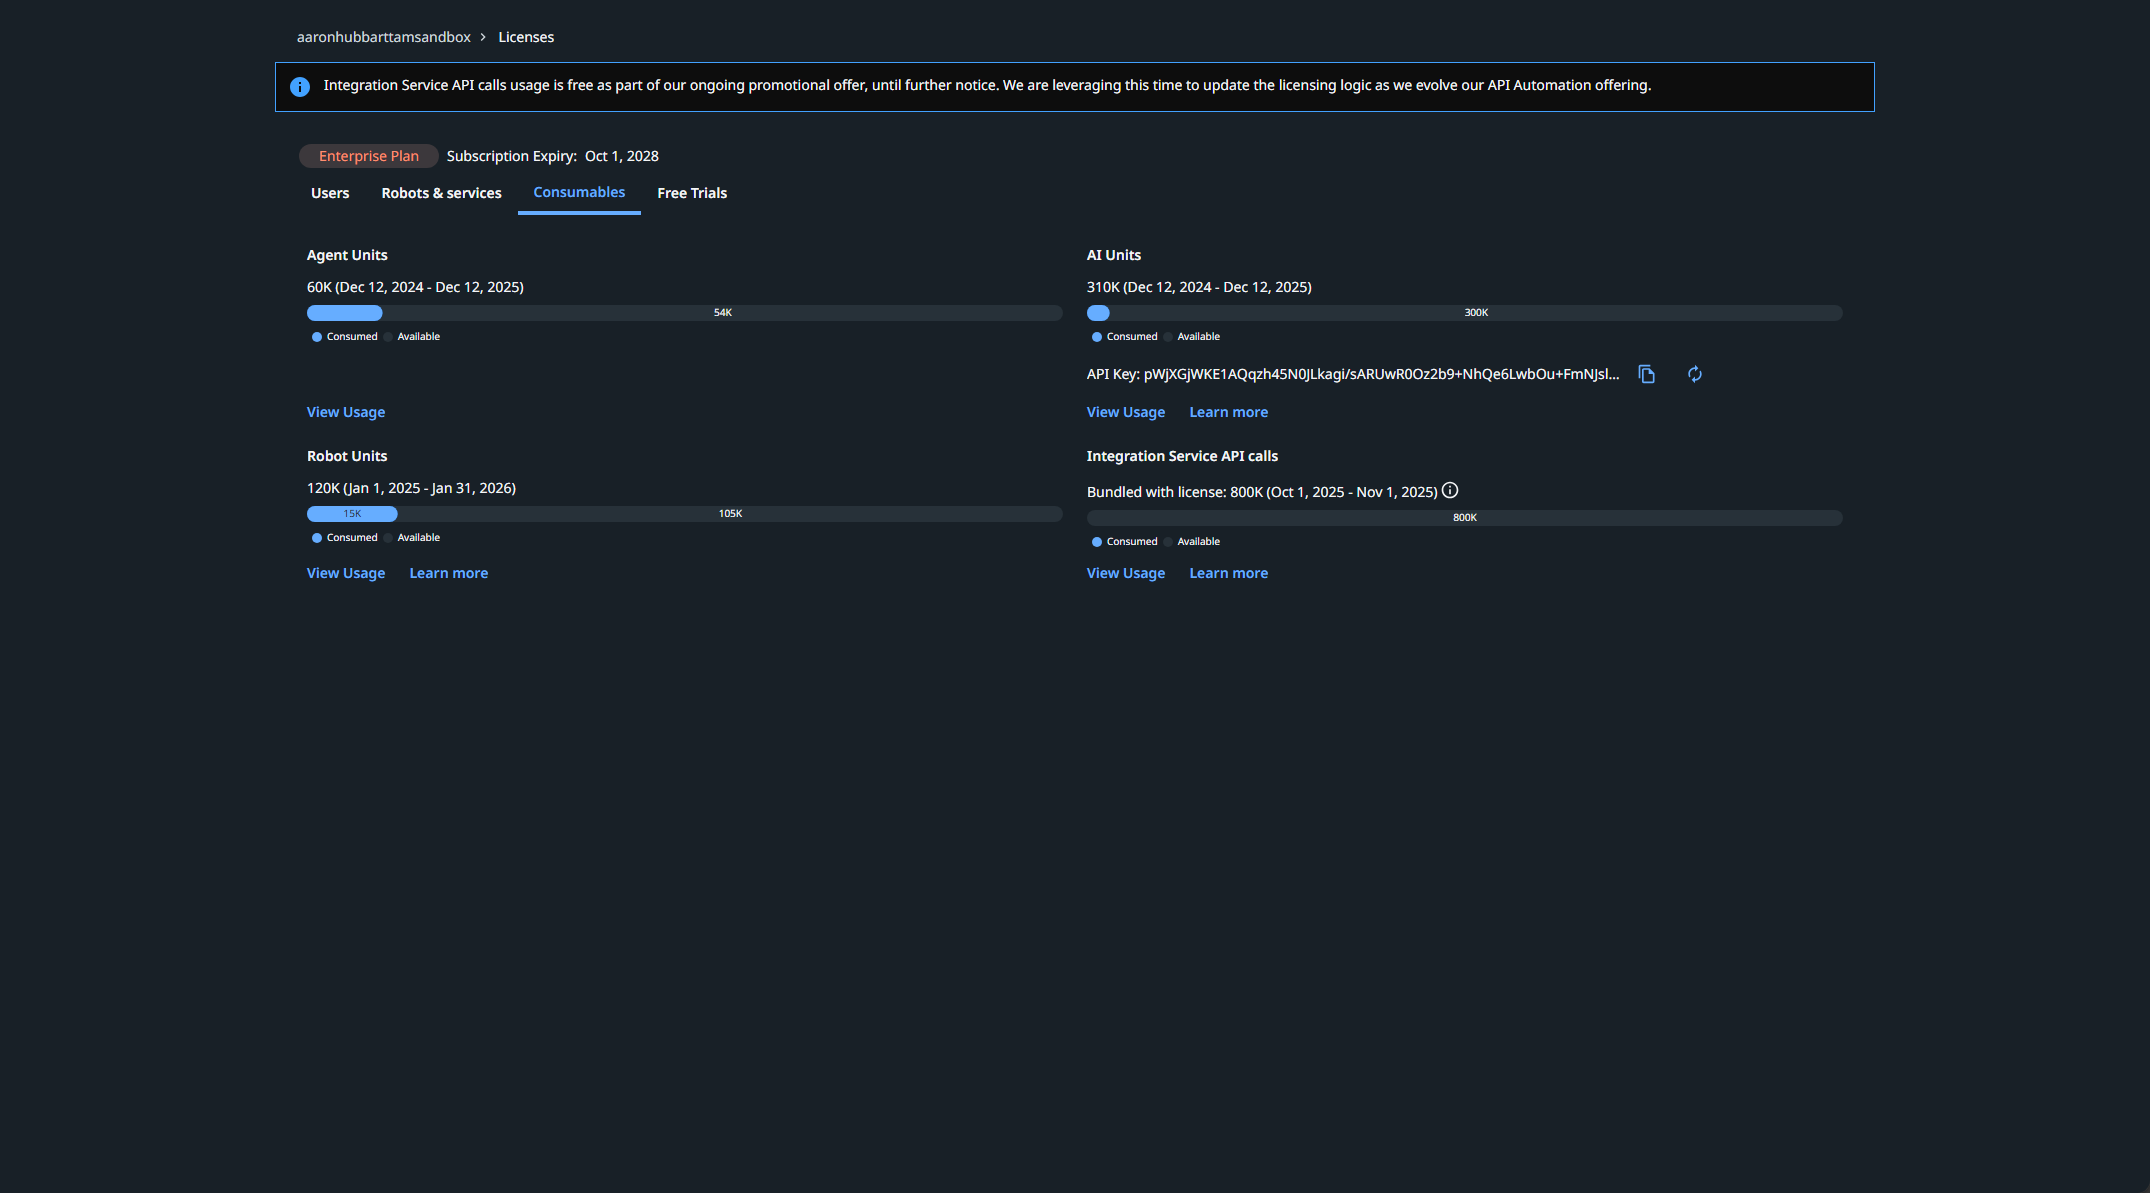 aaronhubbarttamsandbox > Licenses
Integration Service API calls usage is free as part of our ongoing promotional offer, until further notice. We are leveraging this time to update the licensing logic as we evolve our API Automation offering.
Enterprise Plan Subscription Expiry: Oct 1, 2028
Users Robots & services Consumables Free Trials
Agent Units
60K (Dec 12, 2024 - Dec 12, 2025)
54K
Consumed Available
View Usage
AI Units
310K (Dec 12, 2024 - Dec 12, 2025)
300K
Consumed Available
API Key: pWjXGjWKE1AQqzh45N0JLkagi/sARUwR0Oz2b9+NhQe6LwbOu+FmNJsl...
View Usage Learn more
Robot Units
120K (Jan 1, 2025 - Jan 31, 2026)
15K 105K
Consumed Available
View Usage Learn more
Integration Service API calls
Bundled with license: 800K (Oct 1, 2025 - Nov 1, 2025)
800K
Consumed Available
View Usage Learn more